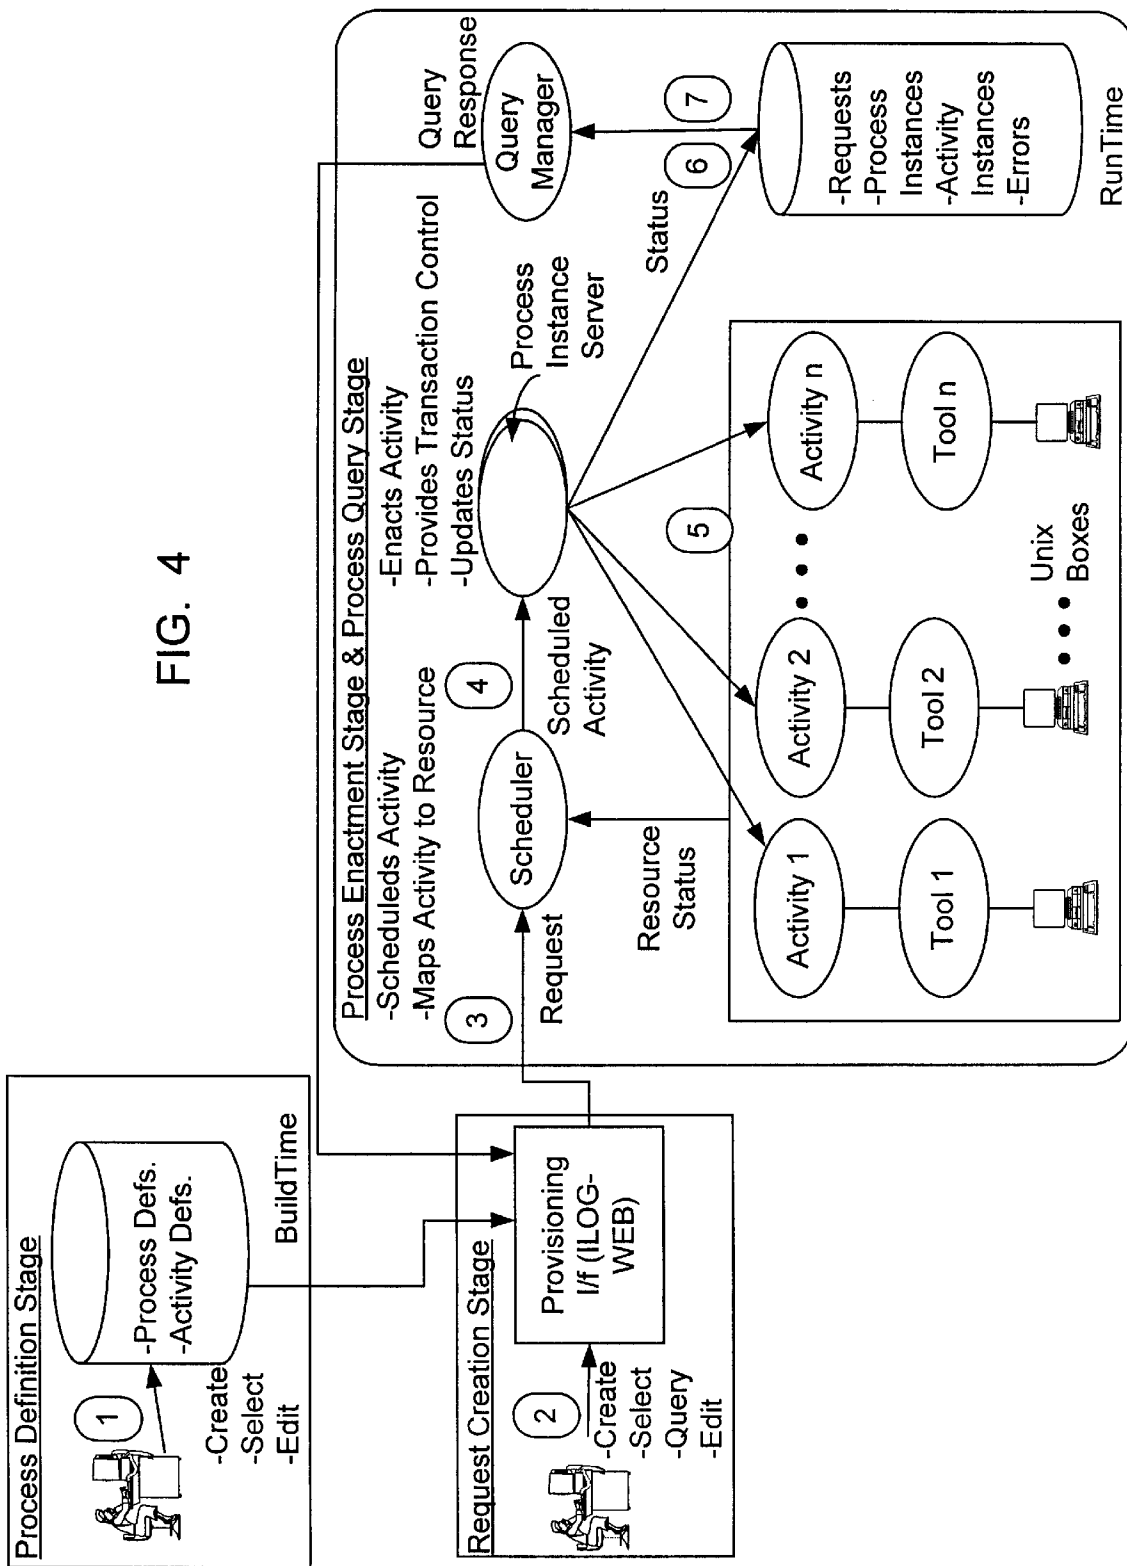 FIG. 4
Process Definition Stage
1
-Create
-Select
-Edit
-Process Defs.
-Activity Defs.
BuildTime
Request Creation Stage
2
-Create
-Select
-Query
-Edit
Provisioning
I/f (ILOG-
WEB)
Process Enactment Stage & Process Query Stage
-Scheduleds Activity
-Maps Activity to Resource
3
Request
Scheduler
4
Scheduled
Activity
-Enacts Activity
-Provides Transaction Control
-Updates Status
Process
Instance
Server
Query
Response
Query
Manager
Resource
Status
5
Status
6
7
Activity 1
Activity 2
Activity n
Tool 1
Tool 2
Tool n
Unix
Boxes
-Requests
-Process
Instances
-Activity
Instances
-Errors
RunTime